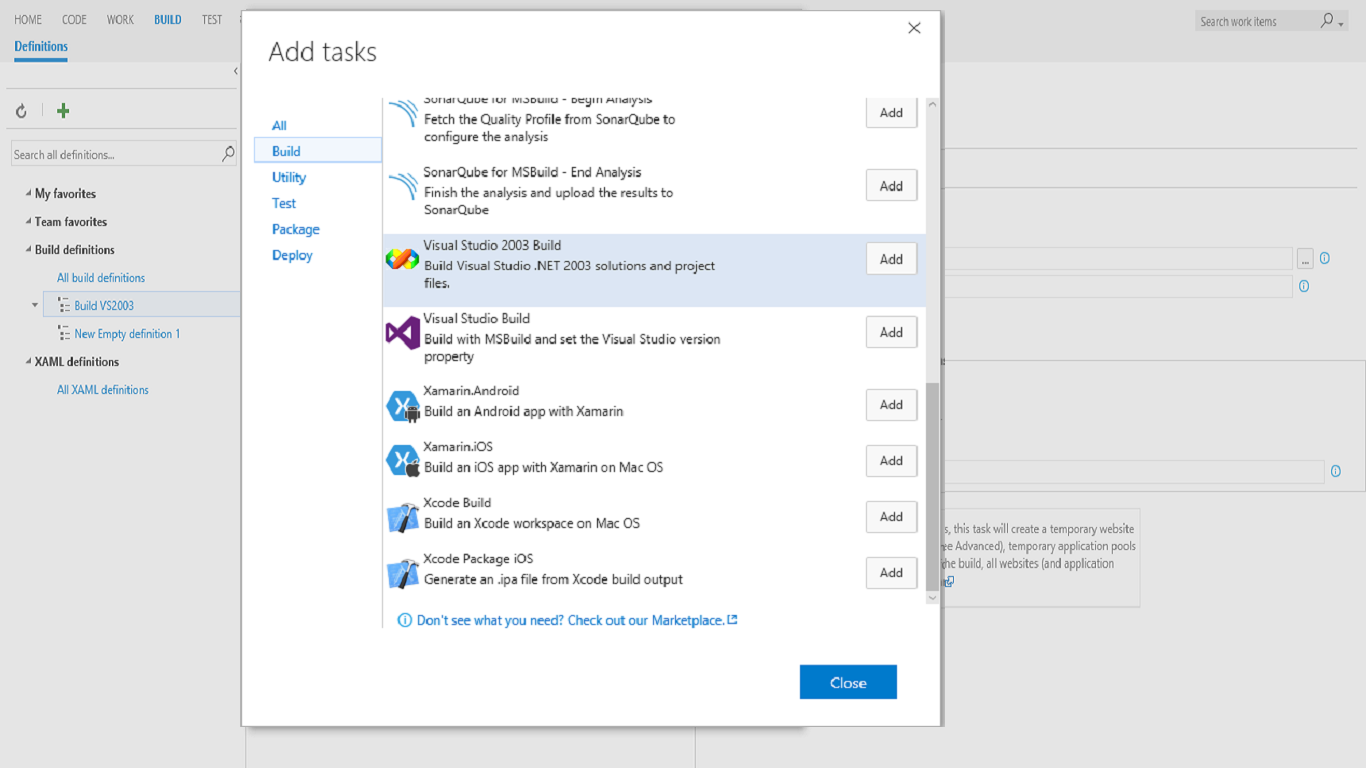 HOME CODE WORK BUILD TEST
Search work items
Definitions
Search all definitions...
My favorites
Team favorites
Build definitions
All build definitions
Build VS2003
New Empty definition 1
XAML definitions
All XAML definitions
Add tasks
All
Build
Utility
Test
Package
Deploy
SonarQube for MSBuild - Begin Analysis
Fetch the Quality Profile from SonarQube to
configure the analysis
Add
SonarQube for MSBuild - End Analysis
Finish the analysis and upload the results to
SonarQube
Add
Visual Studio 2003 Build
Build Visual Studio .NET 2003 solutions and project
files.
Add
Visual Studio Build
Build with MSBuild and set the Visual Studio version
property
Add
Xamarin.Android
Build an Android app with Xamarin
Add
Xamarin.iOS
Build an iOS app with Xamarin on Mac OS
Add
Xcode Build
Build an Xcode workspace on Mac OS
Add
Xcode Package iOS
Generate an .ipa file from Xcode build output
Add
Don't see what you need? Check out our Marketplace.
Close
...
s, this task will create a temporary website
ee Advanced), temporary application pools
he build, all websites (and application